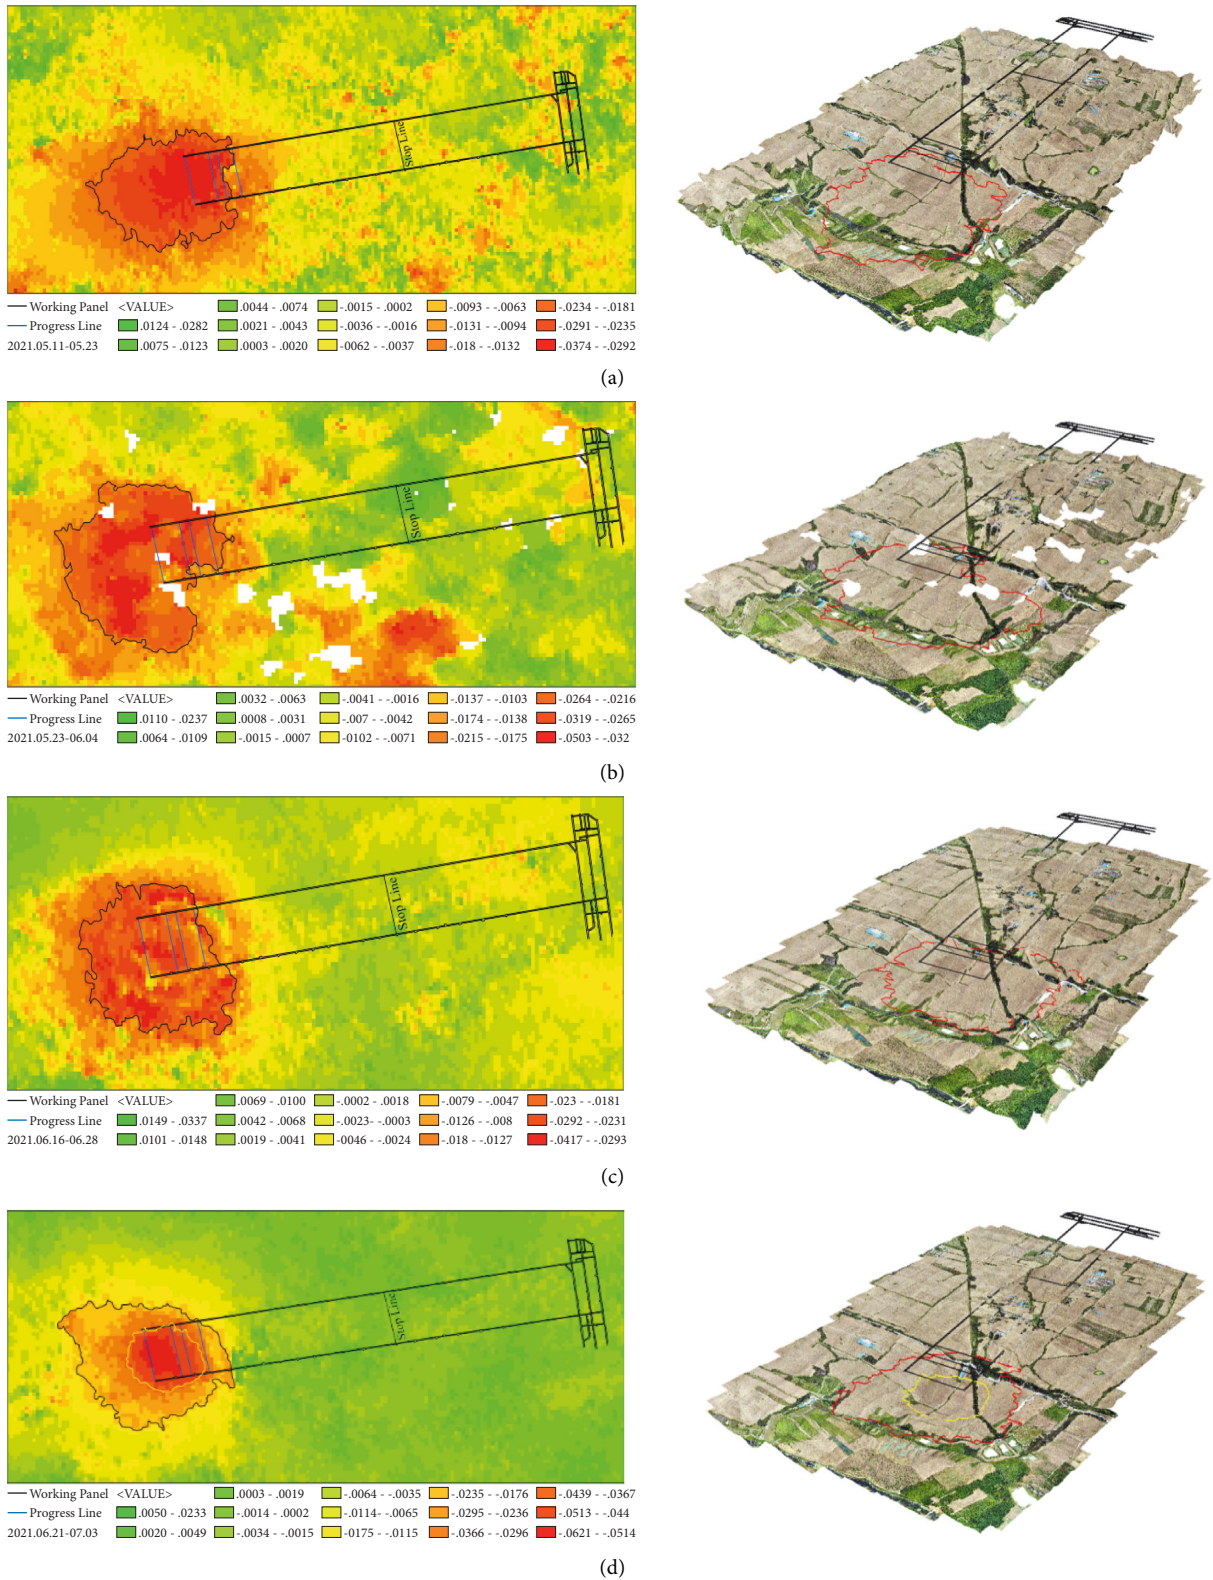 Stop Line
Working Panel <VALUE> .0044 - .0074 -.0015 - .0002 -.0093 - -.0063 -.0234 - -.0181
Progress Line .0124 - .0282 .0021 - .0043 -.0036 - -.0016 -.0131 - -.0094 -.0291 - -.0235
2021.05.11-05.23 .0075 - .0123 .0003 - .0020 -0062 - -.0037 -.018 - -.0132 -.0374 - -.0292
(a)
Stop Line
Working Panel <VALUE> .0032 - .0063 -.0041 - -.0016 -.0137 - -.0103 -.0264 - -.0216
Progress Line .0110 - .0237 .0008 - .0031 -.007 - -.0042 -.0174 - -.0138 -.0319 - -.0265
2021.05.23-06.04 .0064 - .0109 -.0015 - .0007 -0102 - -.0071 -.0215 - -.0175 -.0503 - -.032
(b)
Stop Line
Working Panel <VALUE> .0069 - .0100 -.0002 - .0018 -.0079 - -.0047 -.023 - -.0181
Progress Line .0149 - .0337 .0042 - .0068 -.0023- -.0003 -.0126 - -.008 -.0292 - -.0231
2021.06.16-06.28 .0101 - .0148 .0019 - .0041 -0046 - -.0024 -.018 - -.0127 -.0417 - -.0293
(c)
Stop Line
Working Panel <VALUE> .0003 - .0019 -.0064 - -.0035 -.0235 - -.0176 -.0439 - -.0367
Progress Line .0050 - .0233 -.0014 - .0002 -.0114- -.0065 -.0295 - -.0236 -.0513 - -.044
2021.06.21-07.03 .0020 - .0049 -.0034 - -.0015 -0175 - -.0115 -.0366 - -.0296 -.0621 - -.0514
(d)